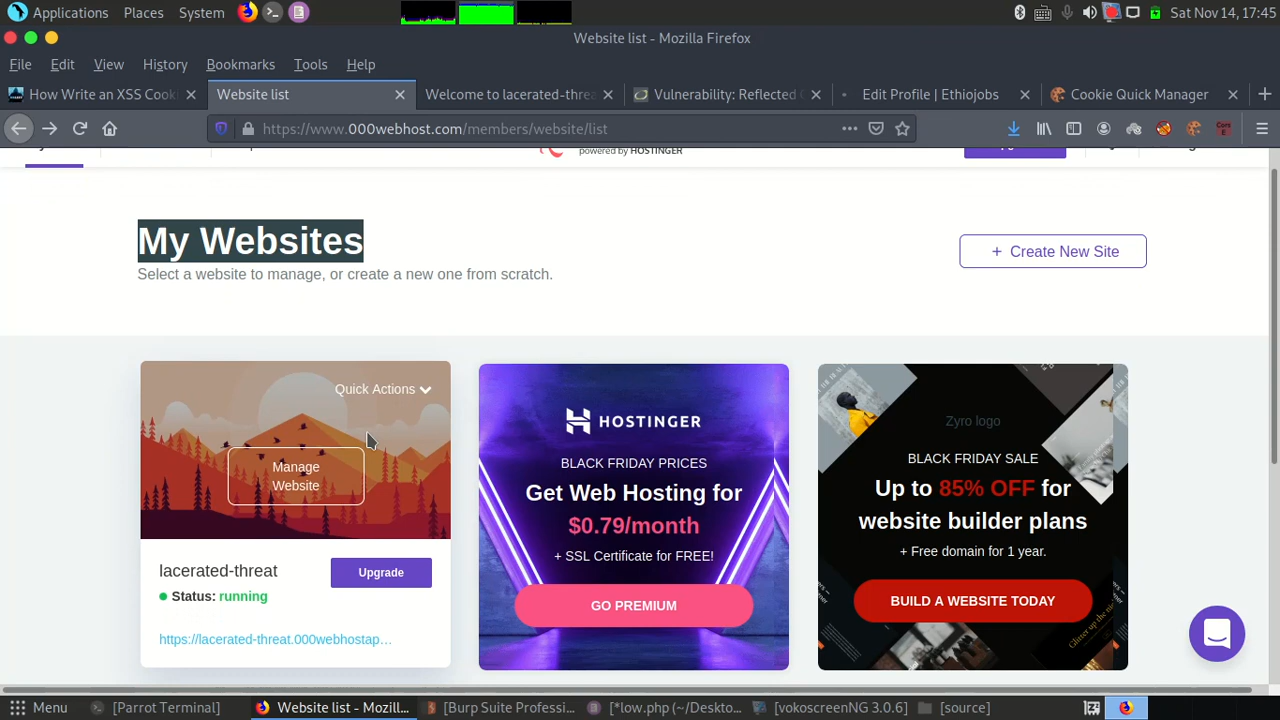 Applications Places System Sat Nov 14, 17:45
Website list - Mozilla Firefox
File Edit View History Bookmarks Tools Help
How Write an XSS Cooki Website list Welcome to lacerated-threa Vulnerability: Reflected Edit Profile | Ethiojobs Cookie Quick Manager
https://www.000webhost.com/members/website/list
powered by HOSTINGER
My Websites
Select a website to manage, or create a new one from scratch.
+ Create New Site
Quick Actions
Manage
Website
lacerated-threat
Upgrade
Status: running
https://lacerated-threat.000webhostap...
HOSTINGER
BLACK FRIDAY PRICES
Get Web Hosting for
$0.79/month
+ SSL Certificate for FREE!
GO PREMIUM
Zyro logo
BLACK FRIDAY SALE
Up to 85% OFF for
website builder plans
+ Free domain for 1 year.
BUILD A WEBSITE TODAY
Glitter up the
Menu [Parrot Terminal] Website list - Mozill... [Burp Suite Professi... [*low.php (~/Deskto... [vokoscreenNG 3.0.6] [source]